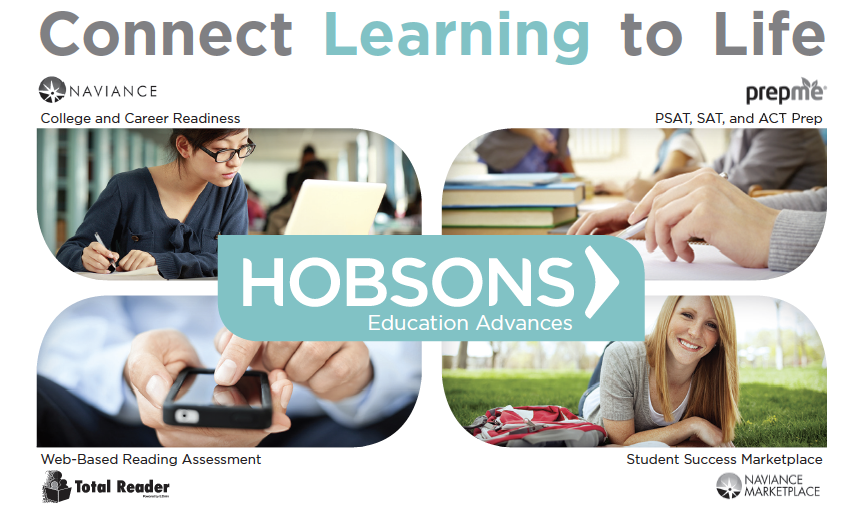 Connect Learning to Life
NAVIANCE
prepme
College and Career Readiness
PSAT, SAT, and ACT Prep
HOBSONS
Education Advances
Web-Based Reading Assessment
Student Success Marketplace
Total Reader
NAVIANCE
MARKETPLACE